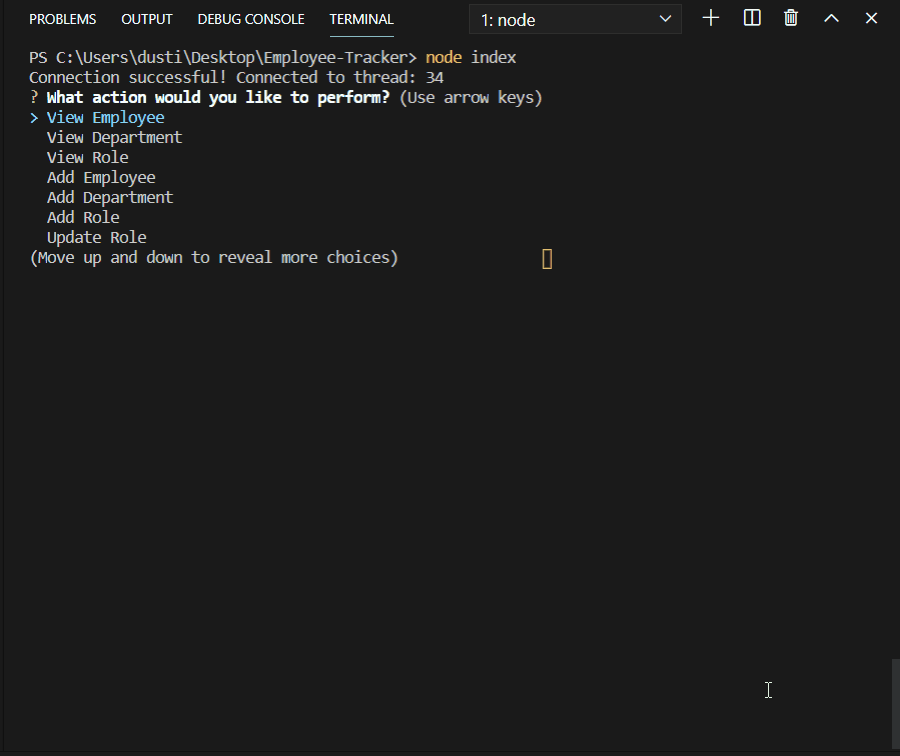 PROBLEMS OUTPUT DEBUG CONSOLE TERMINAL 1: node
PS C:\Users\dusti\Desktop\Employee-Tracker> node index
Connection successful! Connected to thread: 34
? What action would you like to perform? (Use arrow keys)
> View Employee
View Department
View Role
Add Employee
Add Department
Add Role
Update Role
(Move up and down to reveal more choices)